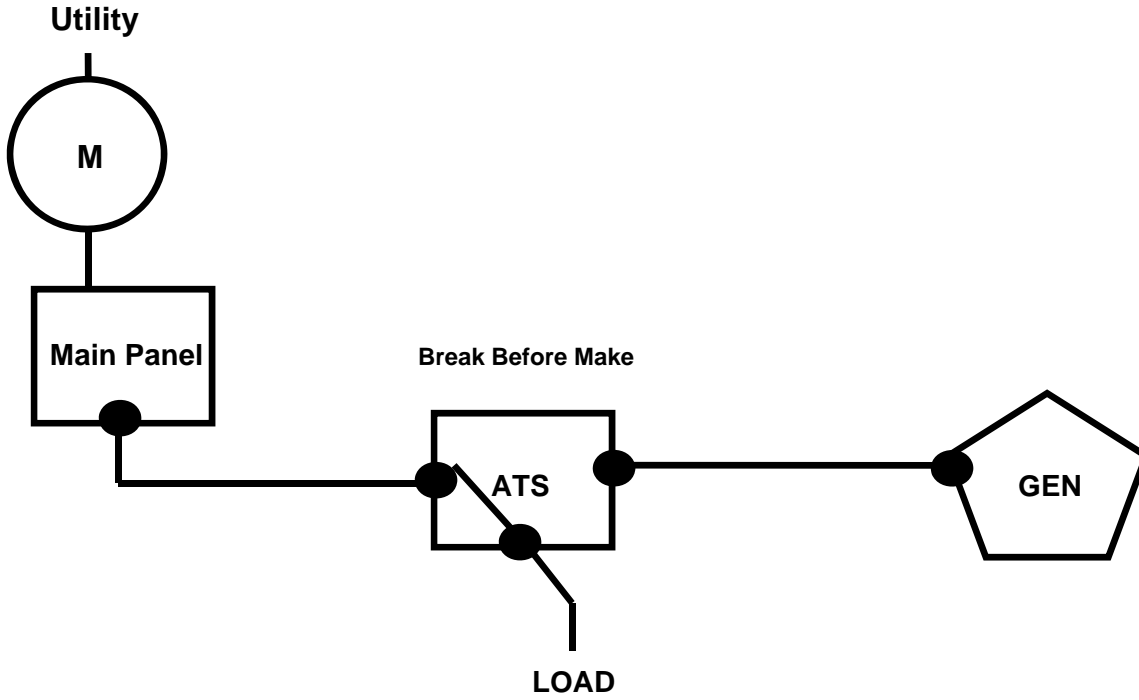 Utility
M
Main Panel
Break Before Make
ATS
GEN
LOAD